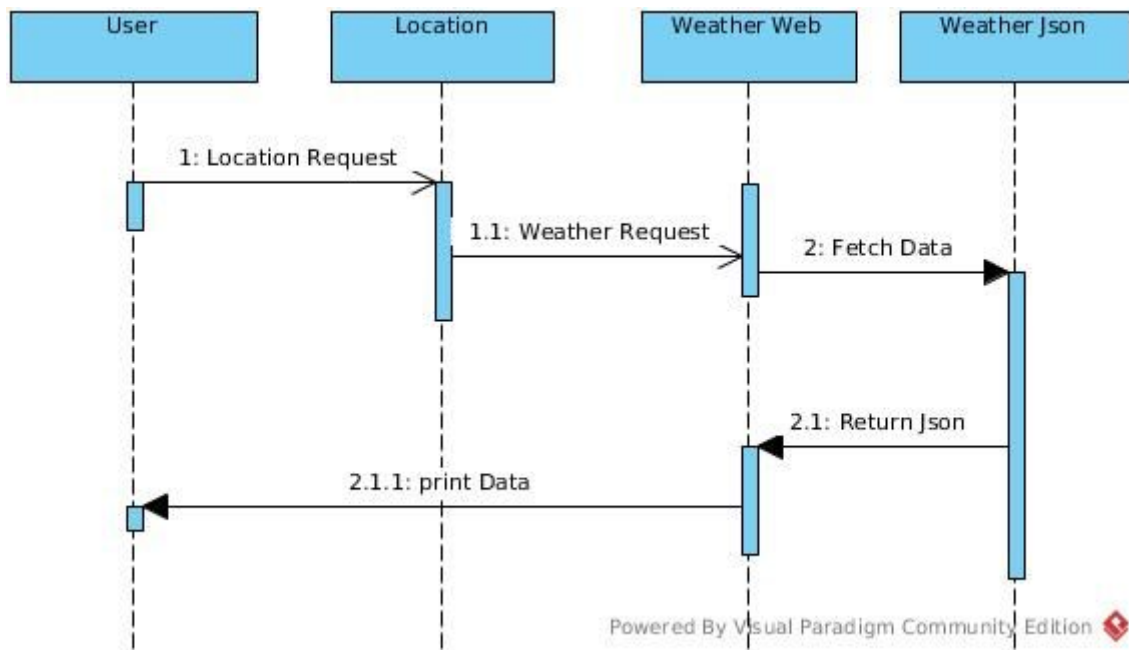 User
Location
Weather Web
Weather Json
1: Location Request
1.1: Weather Request
2: Fetch Data
2.1: Return Json
2.1.1: print Data
Powered By Visual Paradigm Community Edition